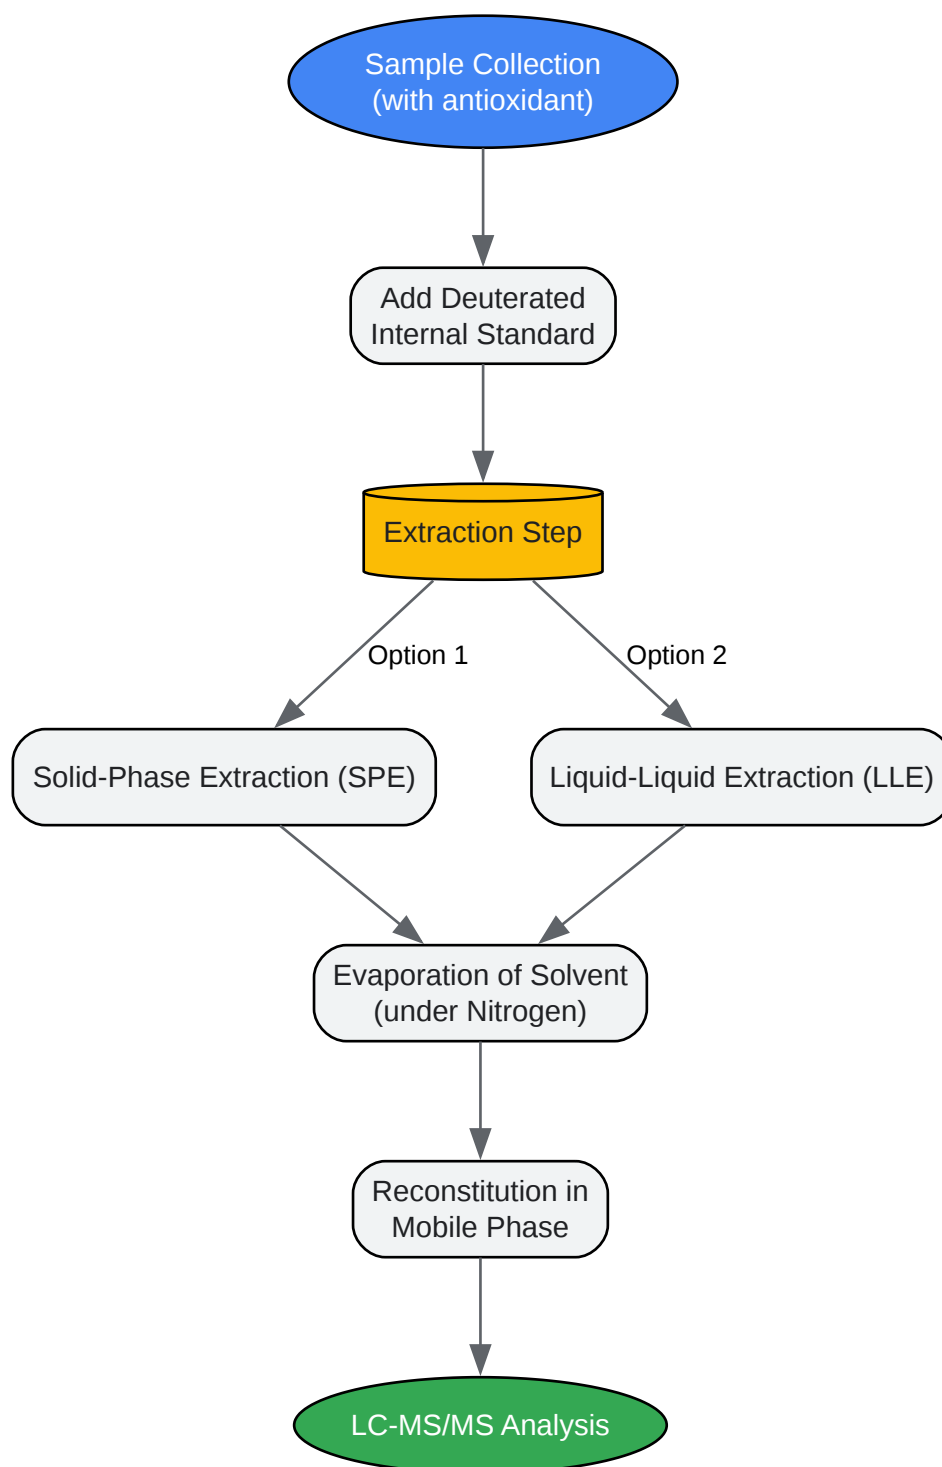 Sample Collection
(with antioxidant)
Add Deuterated
Internal Standard
Extraction Step
Option 1
Option 2
Solid-Phase Extraction (SPE)
Liquid-Liquid Extraction (LLE)
Evaporation of Solvent
(under Nitrogen)
Reconstitution in
Mobile Phase
LC-MS/MS Analysis